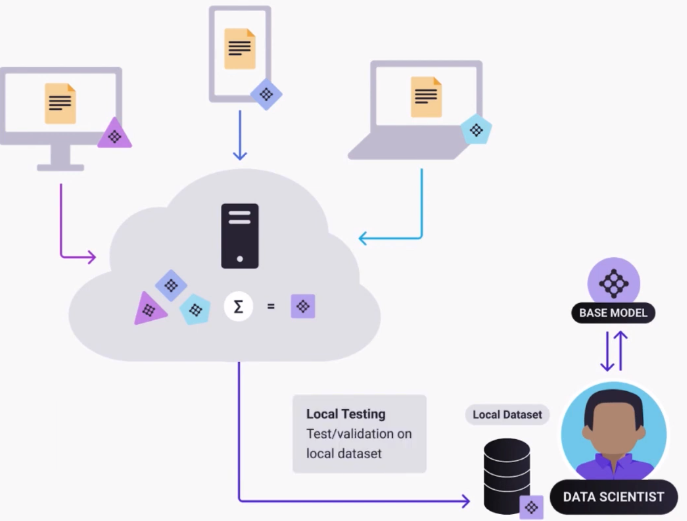 Σ
=
BASE MODEL
Local Testing
Test/validation on
local dataset
Local Dataset
DATA SCIENTIST